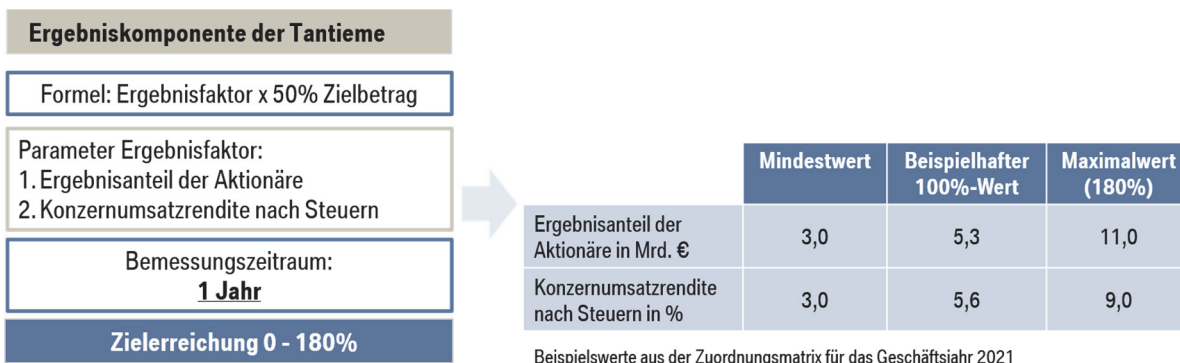 Ergebniskomponente der Tantieme
Formel: Ergebnisfaktor x 50% Zielbetrag
Parameter Ergebnisfaktor:
1. Ergebnisanteil der Aktionäre
2. Konzernumsatzrendite nach Steuern
Bemessungszeitraum:
1 Jahr
Zielerreichung 0 - 180%
Mindestwert Beispielhafter Maximalwert
100%-Wert (180%)
Ergebnisanteil der
Aktionäre in Mrd. € 3,0 5,3 11,0
Konzernumsatzrendite
nach Steuern in % 3,0 5,6 9,0
Beispielswerte aus der Zuordnungsmatrix für das Geschäftsjahr 2021